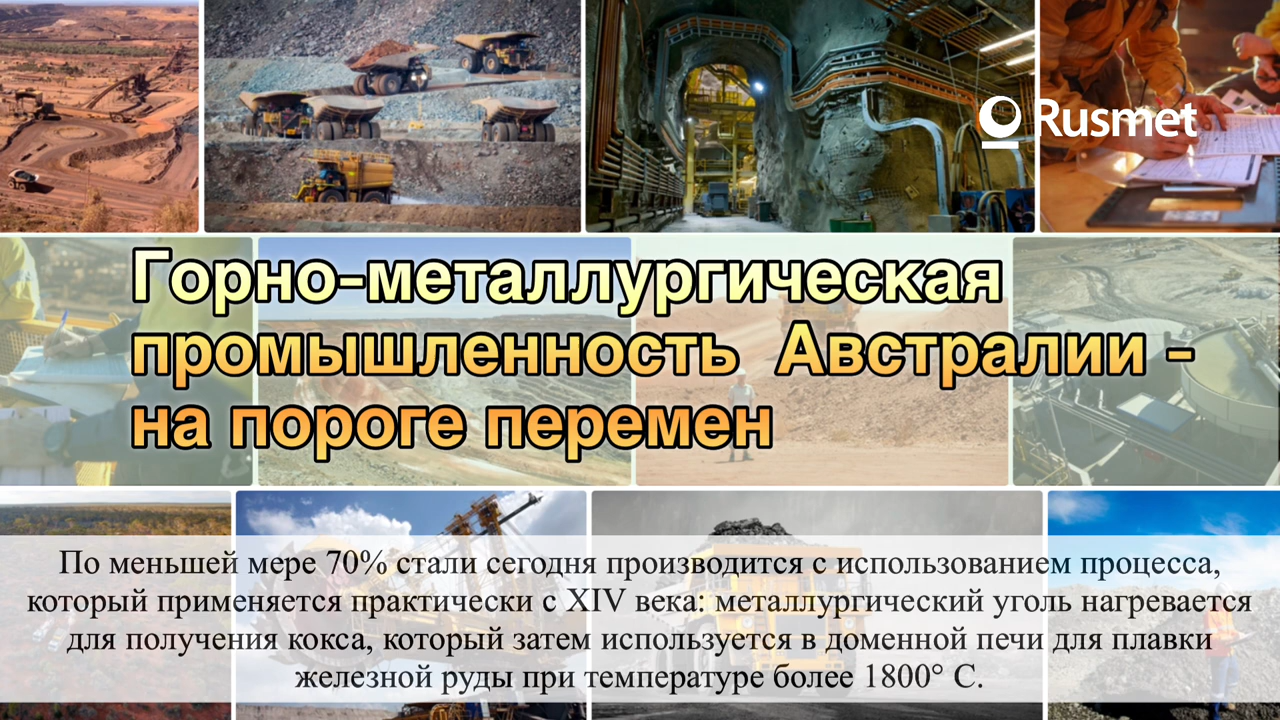 Rusmet
Горно-металлургическая
промышленность Австралии -
на пороге перемен
По меньшей мере 70% стали сегодня производится с использованием процесса,
который применяется практически с XIV века: металлургический уголь нагревается
для получения кокса, который затем используется в доменной печи для плавки
железной руды при температуре более 1800° С.